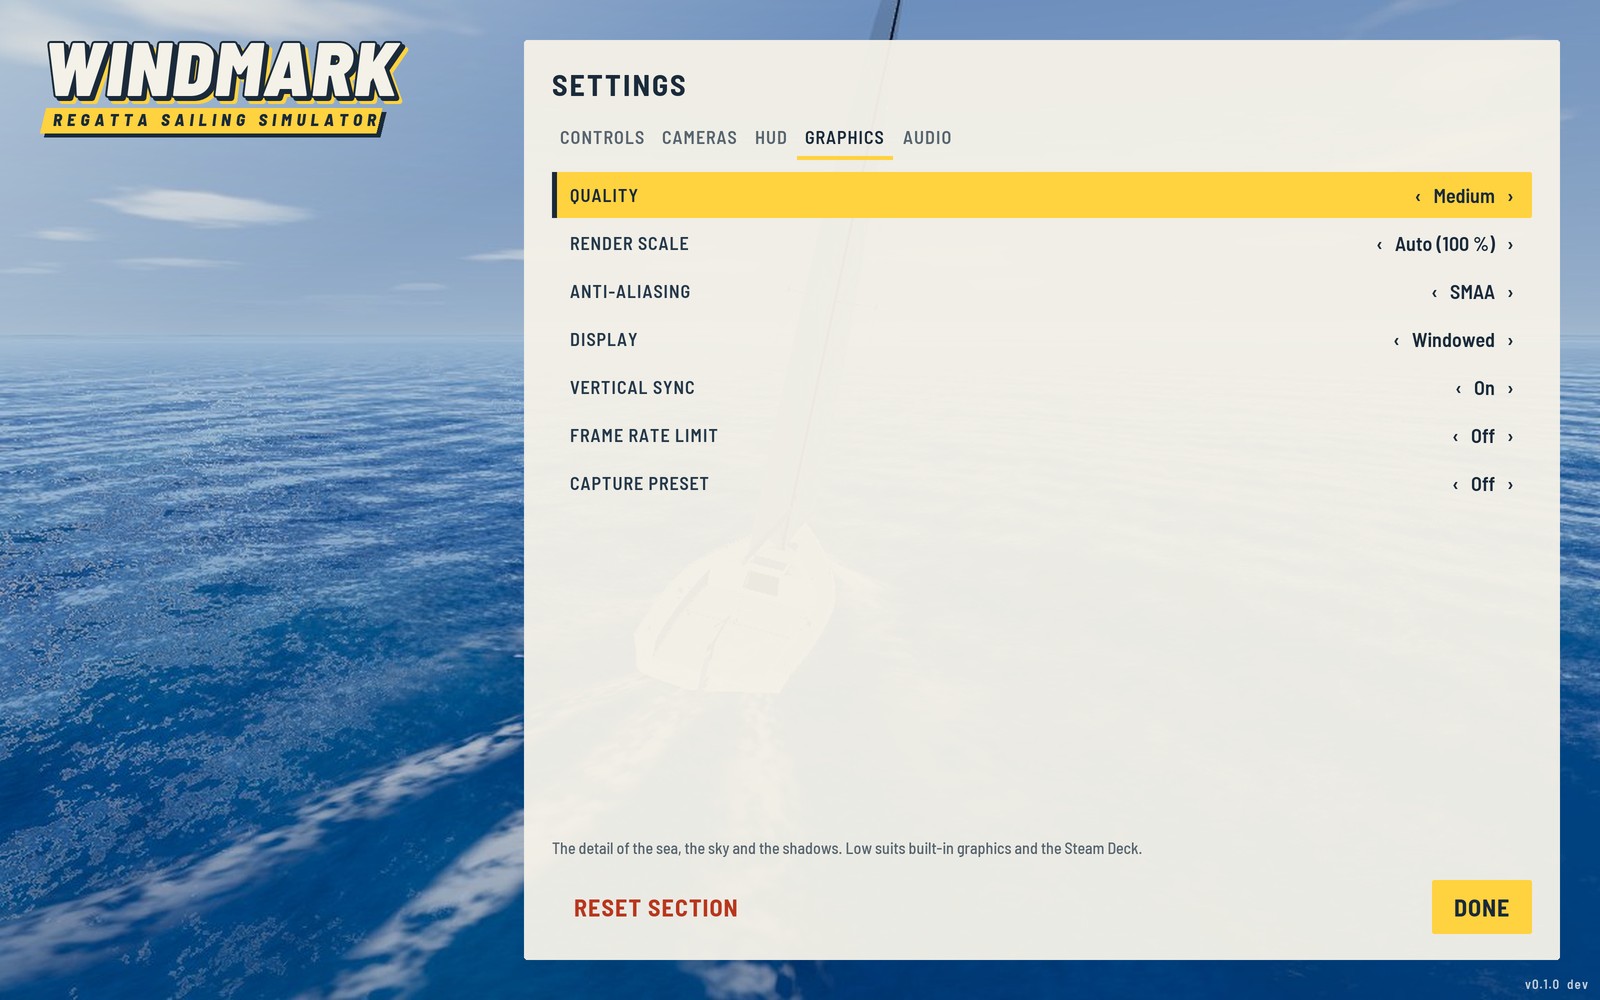 WINDMARK
REGATTA SAILING SIMULATOR
SETTINGS
CONTROLS CAMERAS HUD GRAPHICS AUDIO
QUALITY ‹ Medium ›
RENDER SCALE ‹ Auto (100 %) ›
ANTI-ALIASING ‹ SMAA ›
DISPLAY ‹ Windowed ›
VERTICAL SYNC ‹ On ›
FRAME RATE LIMIT ‹ Off ›
CAPTURE PRESET ‹ Off ›
The detail of the sea, the sky and the shadows. Low suits built-in graphics and the Steam Deck.
RESET SECTION DONE
v0.1.0 dev